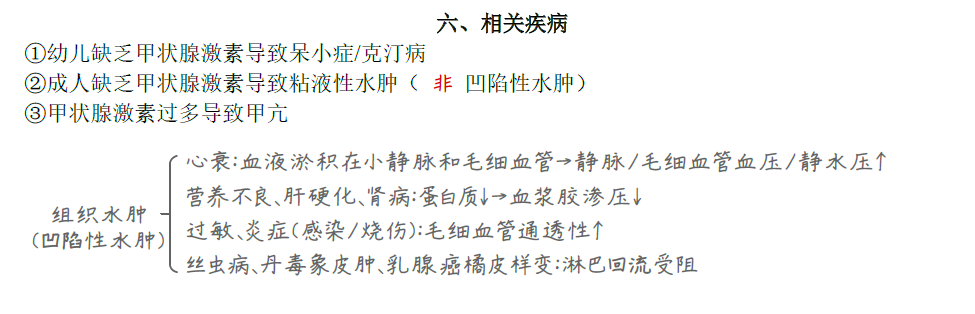 六、相关疾病
①幼儿缺乏甲状腺激素导致呆小症/克汀病
②成人缺乏甲状腺激素导致粘液性水肿（ 非 凹陷性水肿）
③甲状腺激素过多导致甲亢
心衰:血液淤积在小静脉和毛细血管→静脉/毛细血管血压/静水压↑
营养不良、肝硬化、肾病:蛋白质↓→血浆胶渗压↓
组织水肿
(凹陷性水肿)
过敏、炎症(感染/烧伤):毛细血管通透性↑
丝虫病、丹毒象皮肿、乳腺癌橘皮样变:淋巴回流受阻